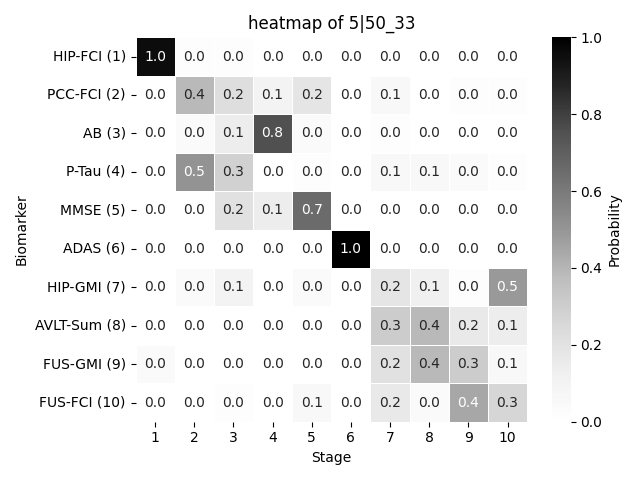 heatmap of 5|50_33
HIP-FCI (1) 1.0 0.0 0.0 0.0 0.0 0.0 0.0 0.0 0.0 0.0
PCC-FCI (2) 0.0 0.4 0.2 0.1 0.2 0.0 0.1 0.0 0.0 0.0
AB (3) 0.0 0.0 0.1 0.8 0.0 0.0 0.0 0.0 0.0 0.0
P-Tau (4) 0.0 0.5 0.3 0.0 0.0 0.0 0.1 0.1 0.0 0.0
MMSE (5) 0.0 0.0 0.2 0.1 0.7 0.0 0.0 0.0 0.0 0.0
ADAS (6) 0.0 0.0 0.0 0.0 0.0 1.0 0.0 0.0 0.0 0.0
HIP-GMI (7) 0.0 0.0 0.1 0.0 0.0 0.0 0.2 0.1 0.0 0.5
AVLT-Sum (8) 0.0 0.0 0.0 0.0 0.0 0.0 0.3 0.4 0.2 0.1
FUS-GMI (9) 0.0 0.0 0.0 0.0 0.0 0.0 0.2 0.4 0.3 0.1
FUS-FCI (10) 0.0 0.0 0.0 0.0 0.1 0.0 0.2 0.0 0.4 0.3
1 2 3 4 5 6 7 8 9 10
Stage
Biomarker
1.0
0.8
0.6
0.4
0.2
0.0
Probability